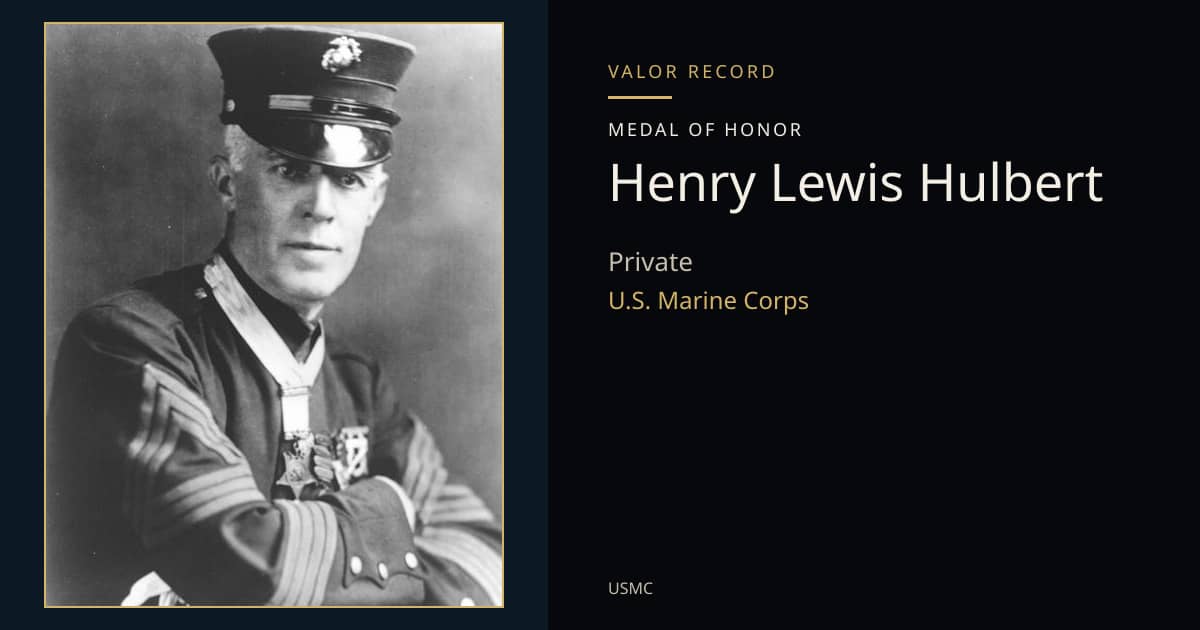 VALOR RECORD
MEDAL OF HONOR
Henry Lewis Hulbert
Private
U.S. Marine Corps
USMC